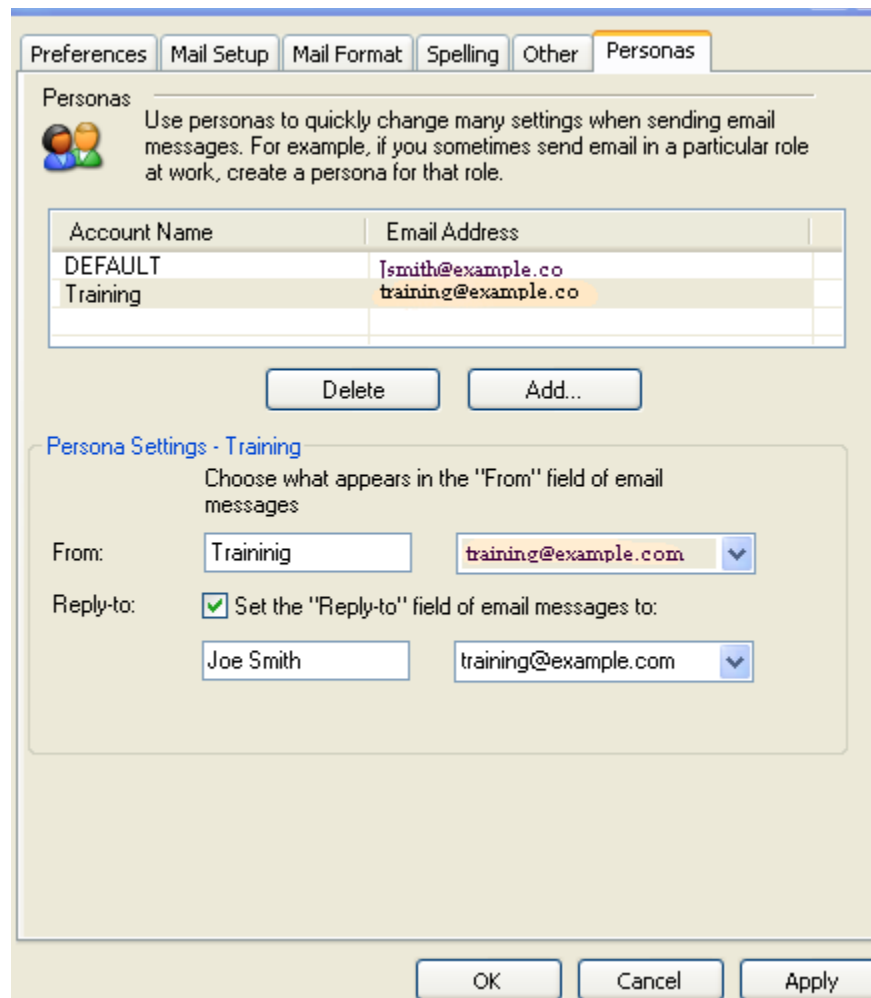 Preferences Mail Setup Mail Format Spelling Other Personas
Personas
Use personas to quickly change many settings when sending email
messages. For example, if you sometimes send email in a particular role
at work, create a persona for that role.
Account Name Email Address
DEFAULT Jsmith@example.co
Training training@example.co
Delete Add...
Persona Settings - Training
Choose what appears in the "From" field of email
messages
From: Traininig training@example.com
Reply-to: Set the "Reply-to" field of email messages to:
Joe Smith training@example.com
OK Cancel Apply